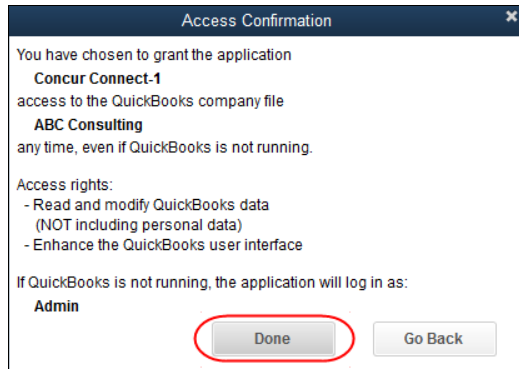 Access Confirmation
You have chosen to grant the application
Concur Connect-1
access to the QuickBooks company file
ABC Consulting
any time, even if QuickBooks is not running.
Access rights:
- Read and modify QuickBooks data
(NOT including personal data)
- Enhance the QuickBooks user interface
If QuickBooks is not running, the application will log in as:
Admin
Done
Go Back